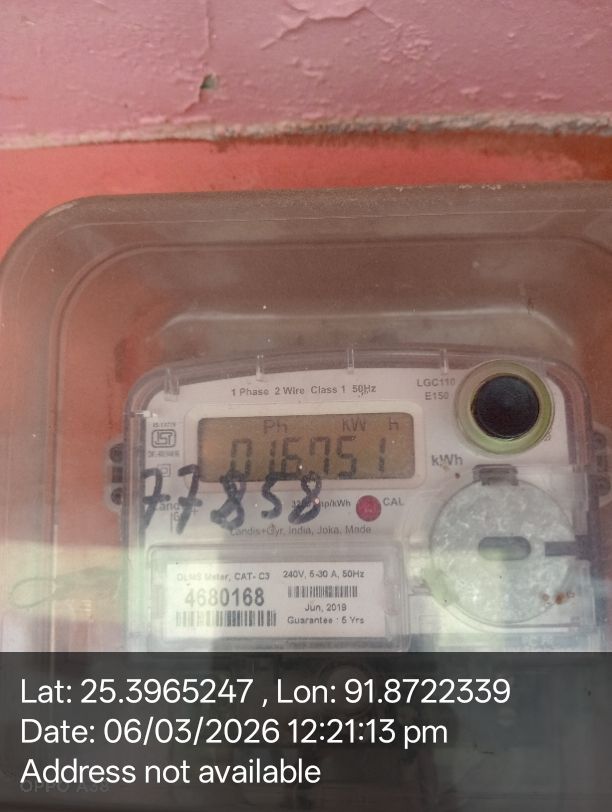 1 Phase 2 Wire Class 1 50Hz
LGC110
E150
Ph kW h
016751
kWh
77858
imp/kWh
CAL
Landis+Gyr, India, Joka, Made
DLMS Meter, CAT- C3
240V, 5-30 A, 50Hz
4680168
Jun, 2019
Guarantee : 5 Yrs
Lat: 25.3965247 , Lon: 91.8722339
Date: 06/03/2026 12:21:13 pm
Address not available
OPPO A38